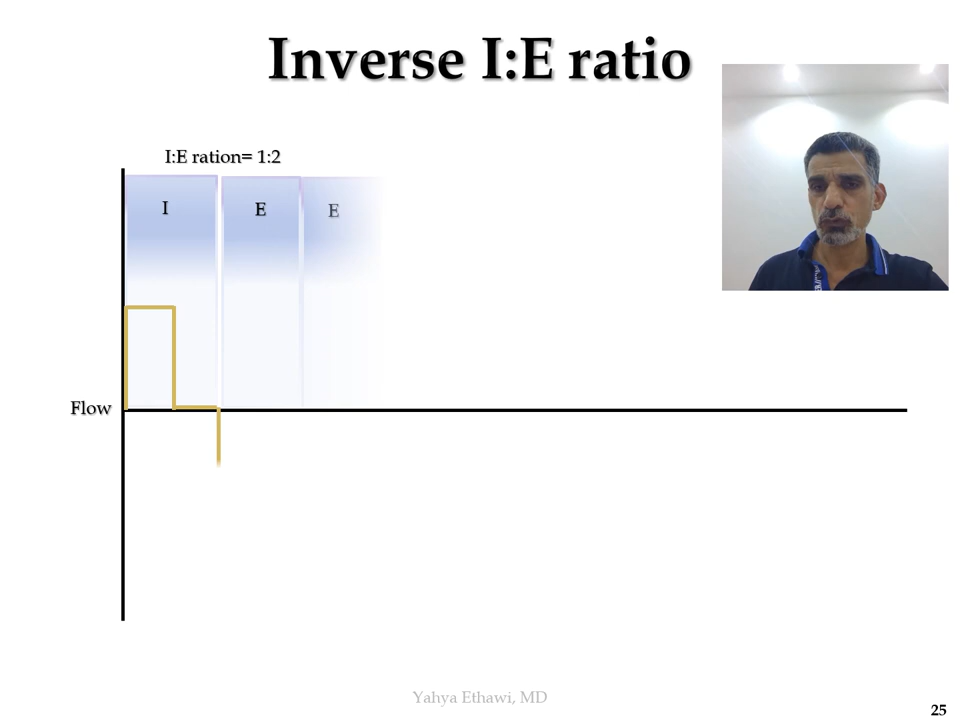 Inverse I:E ratio
I:E ration= 1:2
I E E
Flow
Yahya Ethawi, MD
25